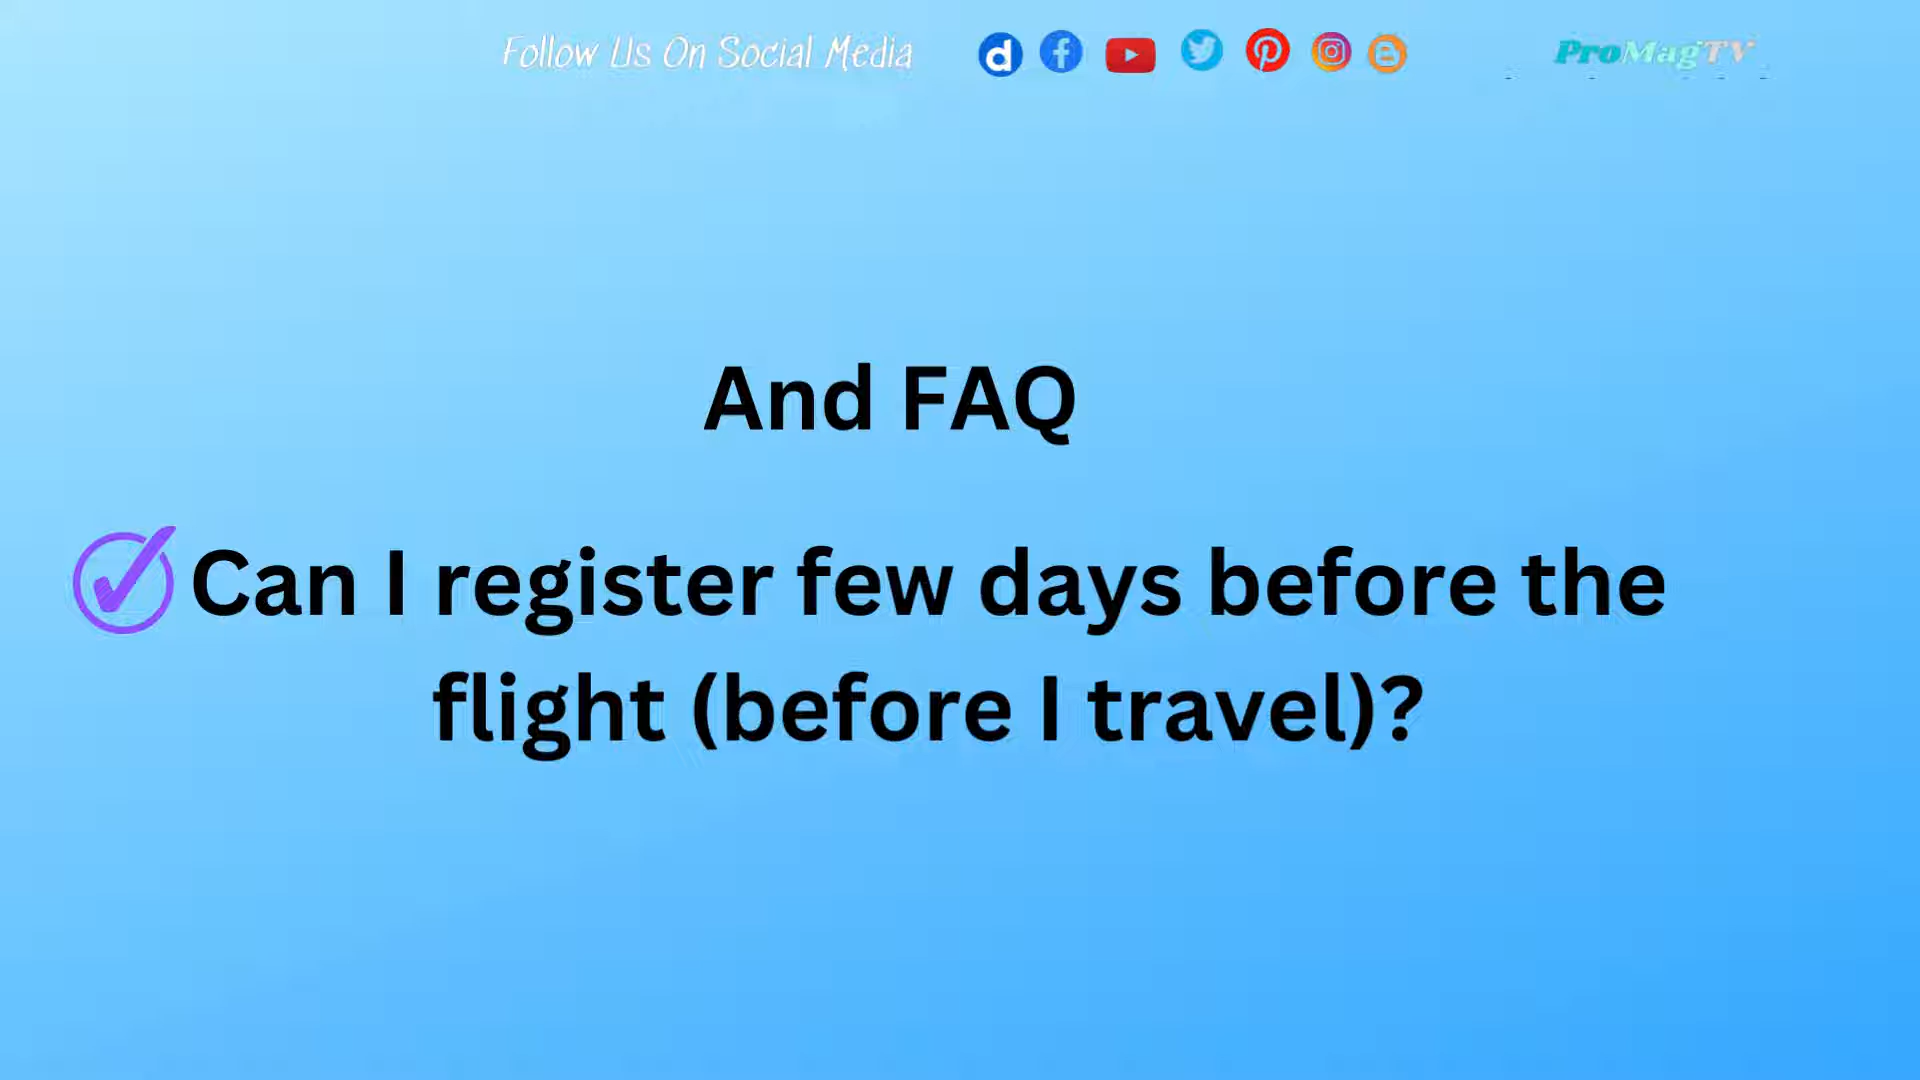 Follow Us On Social Media
ProMagTV
And FAQ
Can I register few days before the
flight (before I travel)?